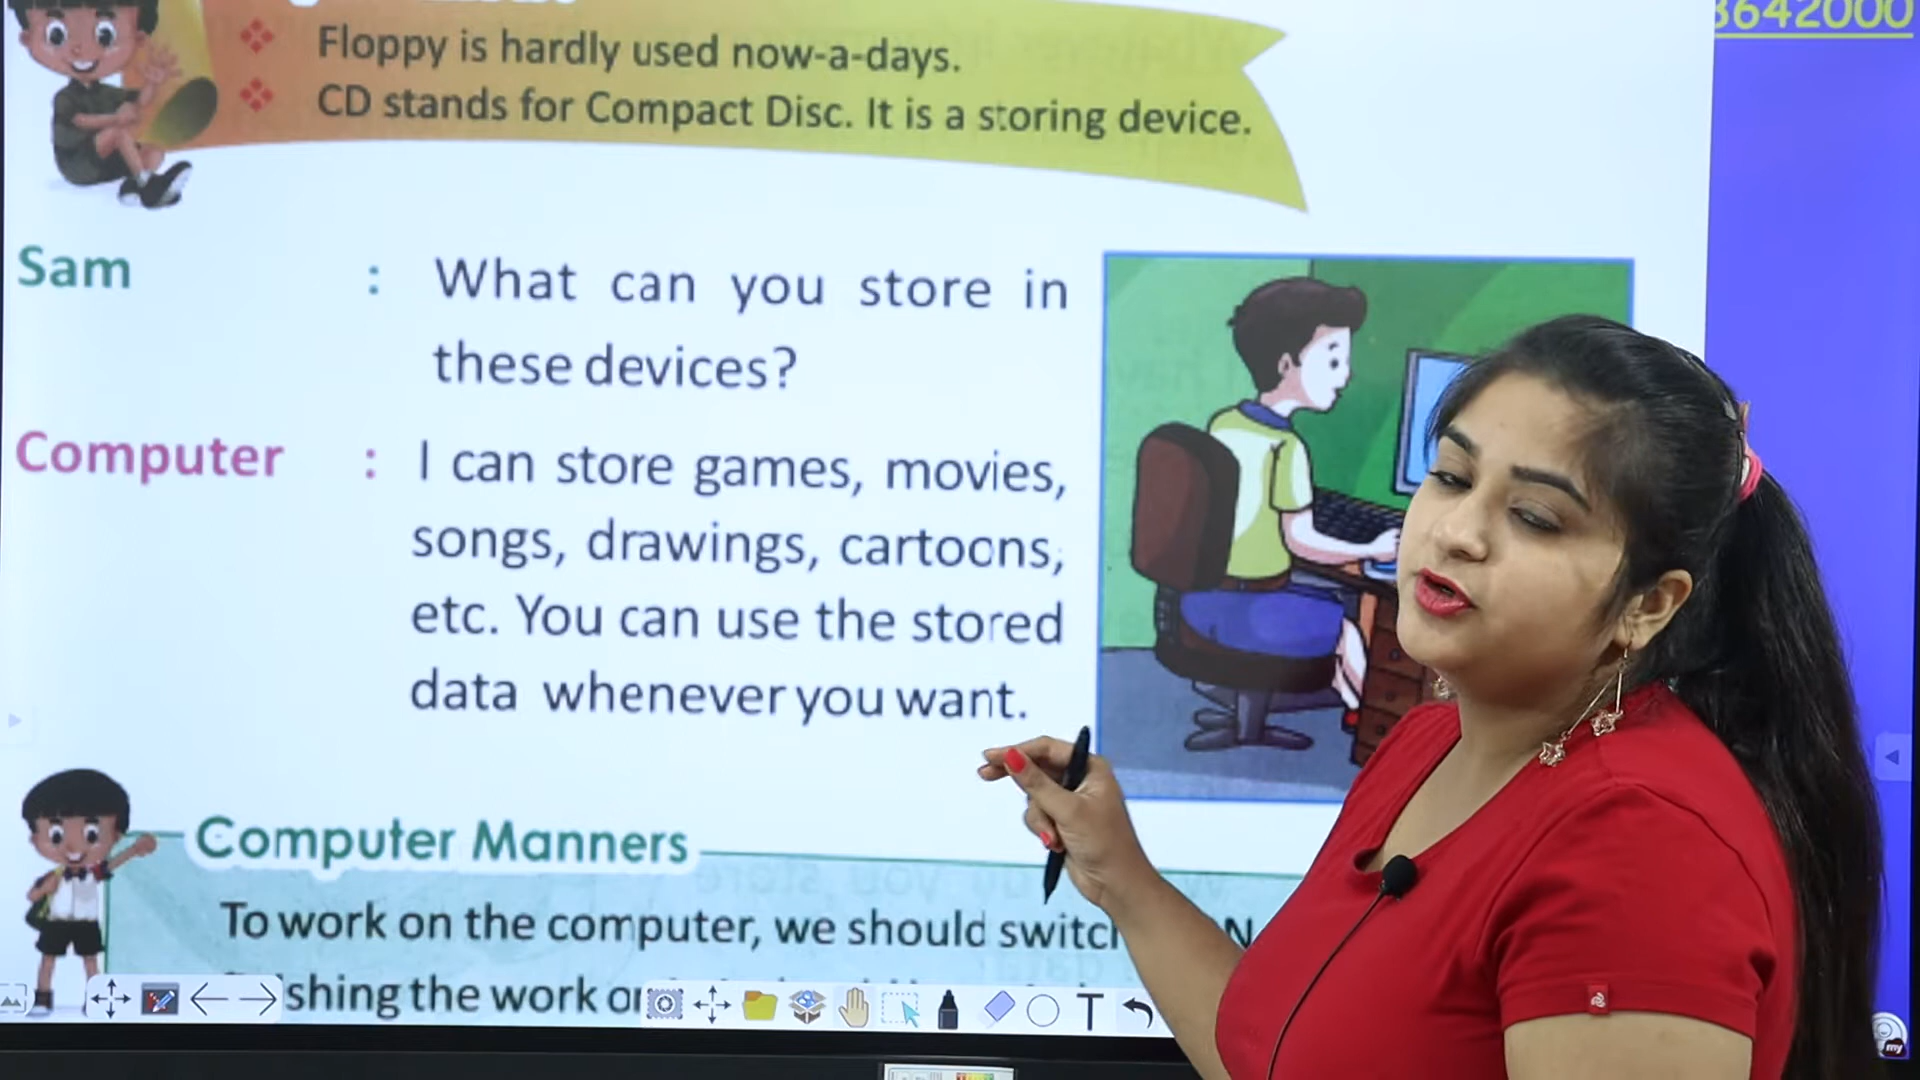 3642000
Floppy is hardly used now-a-days.
CD stands for Compact Disc. It is a storing device.
Sam : What can you store in
these devices?
Computer : I can store games, movies,
songs, drawings, cartoons,
etc. You can use the stored
data whenever you want.
Computer Manners
To work on the computer, we should switch
the work
T
my